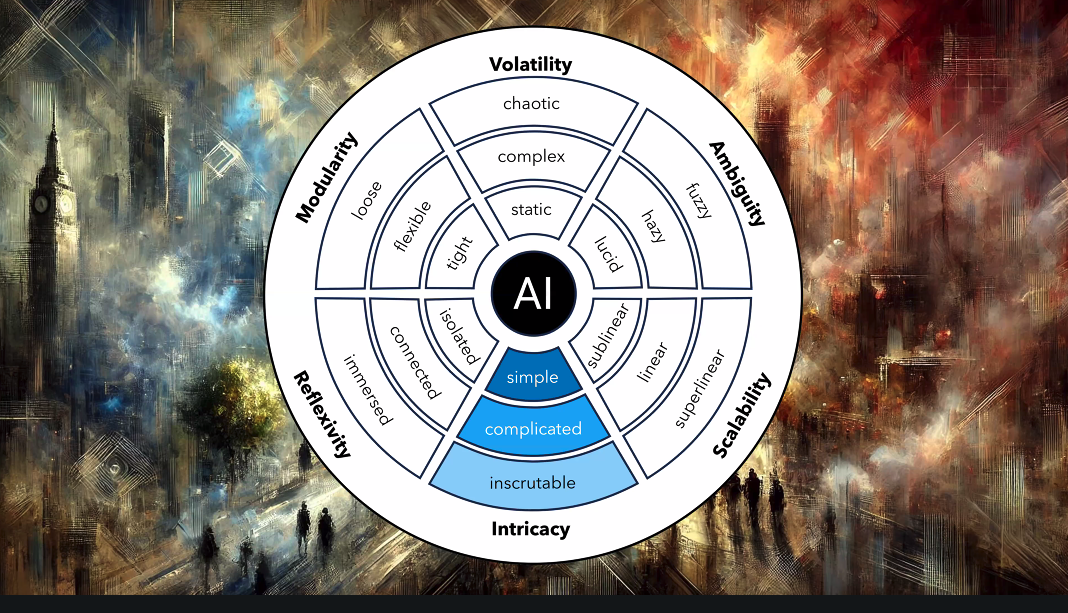 Volatility
chaotic
complex
static
Ambiguity
fuzzy
hazy
lucid
Scalability
superlinear
linear
sublinear
Intricacy
inscrutable
complicated
simple
Reflexivity
immersed
connected
isolated
Modularity
loose
flexible
tight
AI